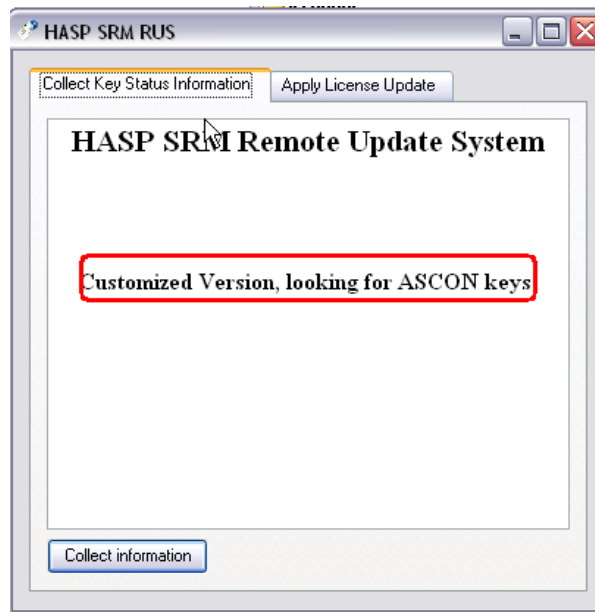 HASP SRM RUS
Collect Key Status Information
Apply License Update
HASP SRM Remote Update System
Customized Version, looking for ASCON keys
Collect information